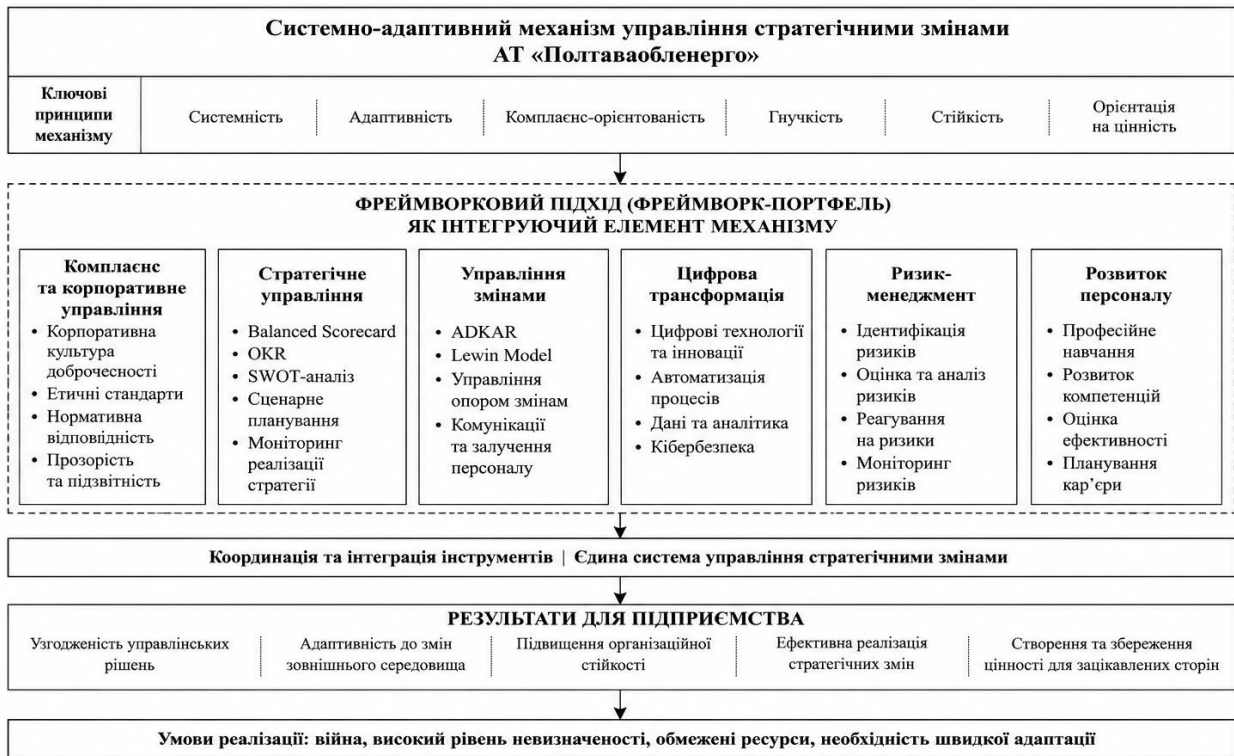 Системно-адаптивний механізм управління стратегічними змінами
АТ «Полтаваобленерго»
Ключові
принципи
механізму
Системність
Адаптивність
Комплаєнс-орієнтованість
Гнучкість
Стійкість
Орієнтація
на цінність
ФРЕЙМВОРКОВИЙ ПІДХІД (ФРЕЙМВОРК-ПОРТФЕЛЬ)
ЯК ІНТЕГРУЮЧИЙ ЕЛЕМЕНТ МЕХАНІЗМУ
Комплаєнс
та корпоративне
управління
• Корпоративна
культура
доброчесності
• Етичні стандарти
• Нормативна
відповідність
• Прозорість
та підзвітність
Стратегічне
управління
• Balanced Scorecard
• OKR
• SWOT-аналіз
• Сценарне
планування
• Моніторинг
реалізації
стратегії
Управління
змінами
• ADKAR
• Lewin Model
• Управління
опором змінам
• Комунікації
та залучення
персоналу
Цифрова
трансформація
• Цифрові технології
та інновації
• Автоматизація
процесів
• Дані та аналітика
• Кібербезпека
Ризик-
менеджмент
• Ідентифікація
ризиків
• Оцінка та аналіз
ризиків
• Реагування
на ризики
• Моніторинг
ризиків
Розвиток
персоналу
• Професійне
навчання
• Розвиток
компетенцій
• Оцінка
ефективності
• Планування
кар’єри
Координація та інтеграція інструментів | Єдина система управління стратегічними змінами
РЕЗУЛЬТАТИ ДЛЯ ПІДПРИЄМСТВА
Узгодженість управлінських
рішень
Адаптивність до змін
зовнішнього середовища
Підвищення організаційної
стійкості
Ефективна реалізація
стратегічних змін
Створення та збереження
цінності для зацікавлених сторін
Умови реалізації: війна, високий рівень невизначеності, обмежені ресурси, необхідність швидкої адаптації